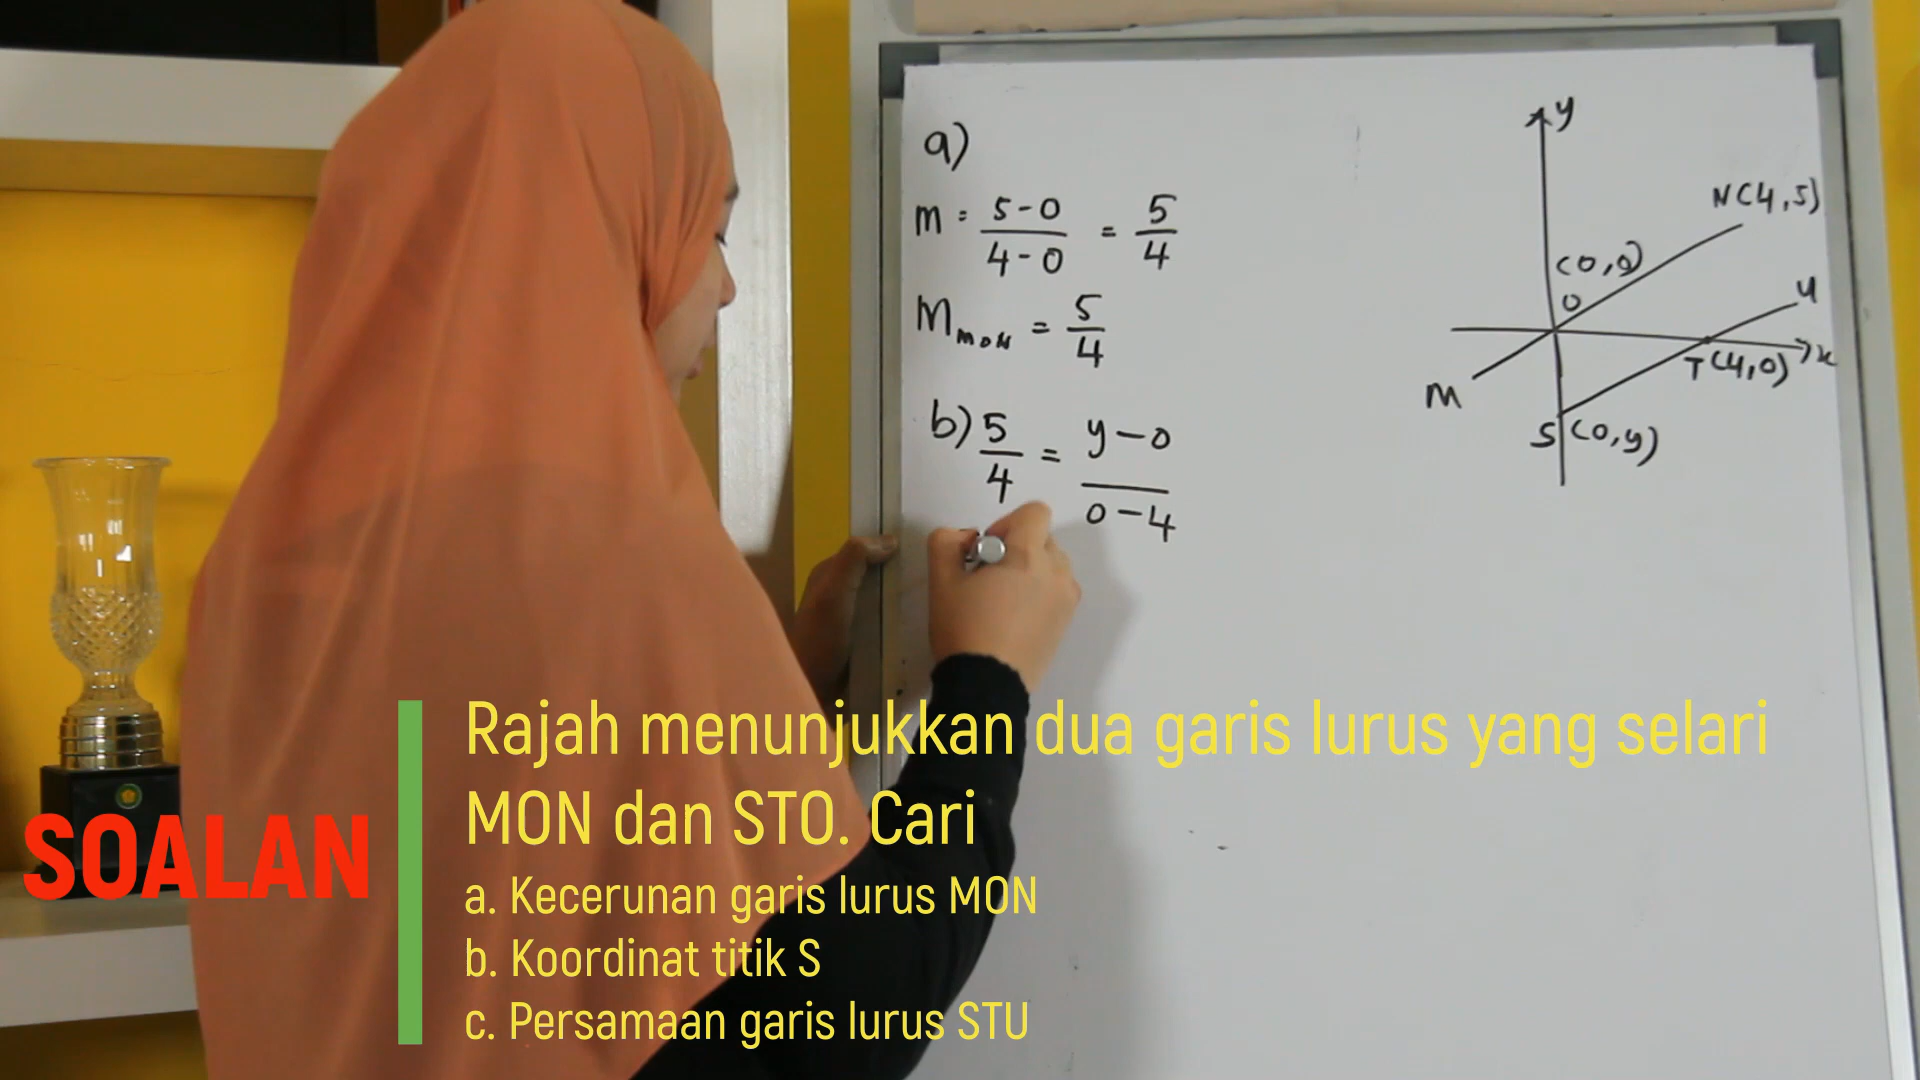 a)
m = 5-0 / 4-0 = 5/4
M MON = 5/4
b) 5/4 = y-0 / 0-4
y
N(4,5)
(0,0)
O
U
x
T(4,0)
M
S (0,y)
SOALAN
Rajah menunjukkan dua garis lurus yang selari
MON dan STO. Cari
a. Kecerunan garis lurus MON
b. Koordinat titik S
c. Persamaan garis lurus STU